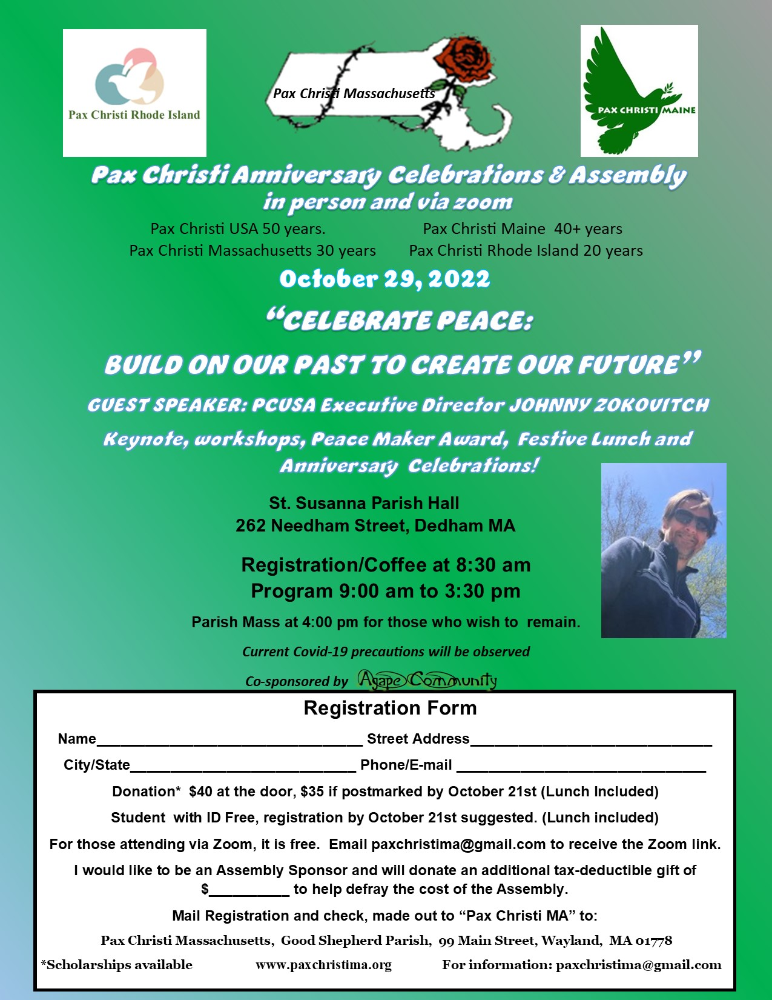 Pax Christi Rhode Island
Pax Christi Massachusetts
PAX CHRISTI MAINE
Pax Christi Anniversary Celebrations & Assembly
in person and via zoom
Pax Christi USA 50 years. Pax Christi Maine 40+ years
Pax Christi Massachusetts 30 years Pax Christi Rhode Island 20 years
October 29, 2022
“CELEBRATE PEACE:
BUILD ON OUR PAST TO CREATE OUR FUTURE”
GUEST SPEAKER: PCUSA Executive Director JOHNNY ZOKOVITCH
Keynote, workshops, Peace Maker Award, Festive Lunch and
Anniversary Celebrations!
St. Susanna Parish Hall
262 Needham Street, Dedham MA
Registration/Coffee at 8:30 am
Program 9:00 am to 3:30 pm
Parish Mass at 4:00 pm for those who wish to remain.
Current Covid-19 precautions will be observed
Co-sponsored by Agape Community
Registration Form
Name_________________________________ Street Address______________________________
City/State____________________________ Phone/E-mail _______________________________
Donation* $40 at the door, $35 if postmarked by October 21st (Lunch Included)
Student with ID Free, registration by October 21st suggested. (Lunch included)
For those attending via Zoom, it is free. Email paxchristima@gmail.com to receive the Zoom link.
I would like to be an Assembly Sponsor and will donate an additional tax-deductible gift of
$__________ to help defray the cost of the Assembly.
Mail Registration and check, made out to “Pax Christi MA” to:
Pax Christi Massachusetts, Good Shepherd Parish, 99 Main Street, Wayland, MA 01778
*Scholarships available www.paxchristima.org For information: paxchristima@gmail.com